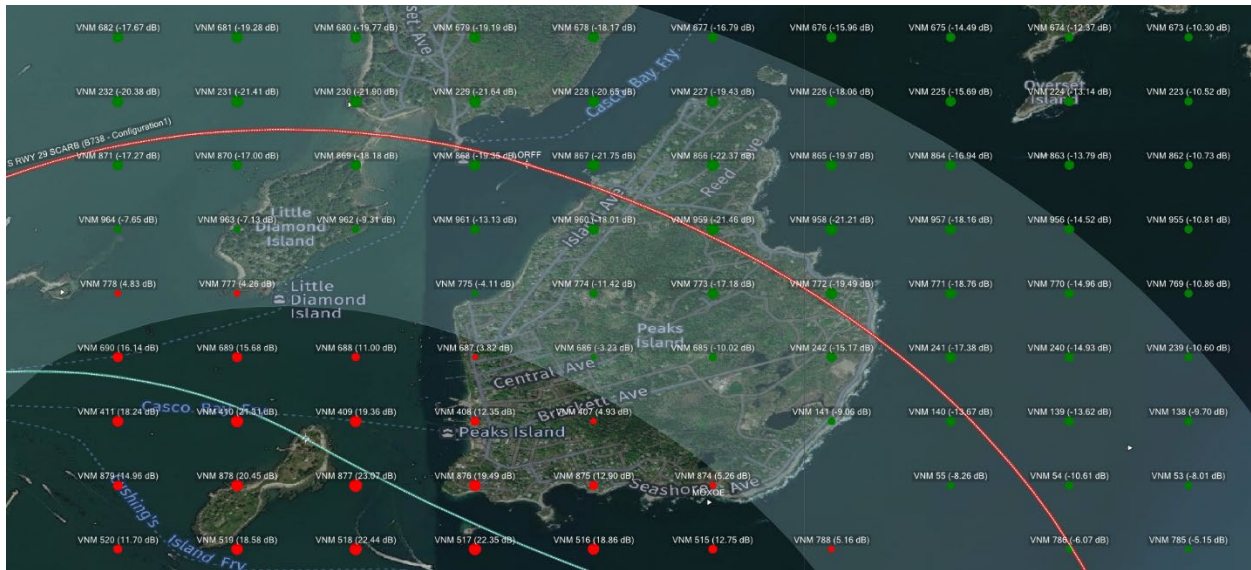 VNM 682 (-17.67 dB) VNM 681 (-19.28 dB) VNM 680 (-19.77 dB) VNM 679 (-19.19 dB) VNM 678 (-18.17 dB) VNM 677 (-16.79 dB) VNM 676 (-15.96 dB) VNM 675 (-14.49 dB) VNM 674 (-12.37 dB) VNM 673 (-10.30 dB)
set Ave
Casco Bay Fry
Overset
Island
VNM 232 (-20.38 dB) VNM 231 (-21.41 dB) VNM 230 (-21.90 dB) VNM 229 (-21.64 dB) VNM 228 (-20.65 dB) VNM 227 (-19.43 dB) VNM 226 (-18.06 dB) VNM 225 (-15.69 dB) VNM 224 (-13.14 dB) VNM 223 (-10.52 dB)
S RWY 29 SCARB (B738 - Configuration1)
VNM 871 (-17.27 dB) VNM 870 (-17.00 dB) VNM 869 (-18.18 dB) VNM 868 (-19.35 dB) ORFF VNM 867 (-21.75 dB) VNM 866 (-22.37 dB) VNM 865 (-19.97 dB) VNM 864 (-16.94 dB) VNM 863 (-13.79 dB) VNM 862 (-10.73 dB)
Reed Ave
Island Ave
VNM 964 (-7.65 dB) VNM 963 (-7.13 dB) VNM 962 (-9.31 dB) VNM 961 (-13.13 dB) VNM 960 (-18.01 dB) VNM 959 (-21.46 dB) VNM 958 (-21.21 dB) VNM 957 (-18.16 dB) VNM 956 (-14.52 dB) VNM 955 (-10.81 dB)
Little
Diamond
Island
VNM 778 (4.83 dB) VNM 777 (4.26 dB) VNM 775 (-4.11 dB) VNM 774 (-11.42 dB) VNM 773 (-17.18 dB) VNM 772 (-19.49 dB) VNM 771 (-18.76 dB) VNM 770 (-14.96 dB) VNM 769 (-10.86 dB)
Little
Diamond
Island
Peaks
Island
VNM 690 (16.14 dB) VNM 689 (15.68 dB) VNM 688 (11.00 dB) VNM 687 (3.82 dB) VNM 686 (-3.23 dB) VNM 685 (-10.02 dB) VNM 242 (-15.17 dB) VNM 241 (-17.38 dB) VNM 240 (-14.93 dB) VNM 239 (-10.60 dB)
Central Ave
Brackett Ave
Casco Bay Fry
VNM 411 (18.24 dB) VNM 410 (21.51 dB) VNM 409 (19.36 dB) VNM 408 (12.35 dB) VNM 407 (4.93 dB) VNM 141 (-9.06 dB) VNM 140 (-13.67 dB) VNM 139 (-13.62 dB) VNM 138 (-9.70 dB)
Peaks Island
VNM 879 (14.96 dB) VNM 878 (20.45 dB) VNM 877 (23.07 dB) VNM 876 (19.49 dB) VNM 875 (12.90 dB) VNM 874 (5.26 dB) VNM 55 (-8.26 dB) VNM 54 (-10.61 dB) VNM 53 (-8.01 dB)
Seashore Ave
MOXOE
Island Fry
VNM 520 (11.70 dB) VNM 519 (18.58 dB) VNM 518 (22.44 dB) VNM 517 (22.35 dB) VNM 516 (18.86 dB) VNM 515 (12.75 dB) VNM 788 (5.16 dB) VNM 786 (-6.07 dB) VNM 785 (-5.15 dB)